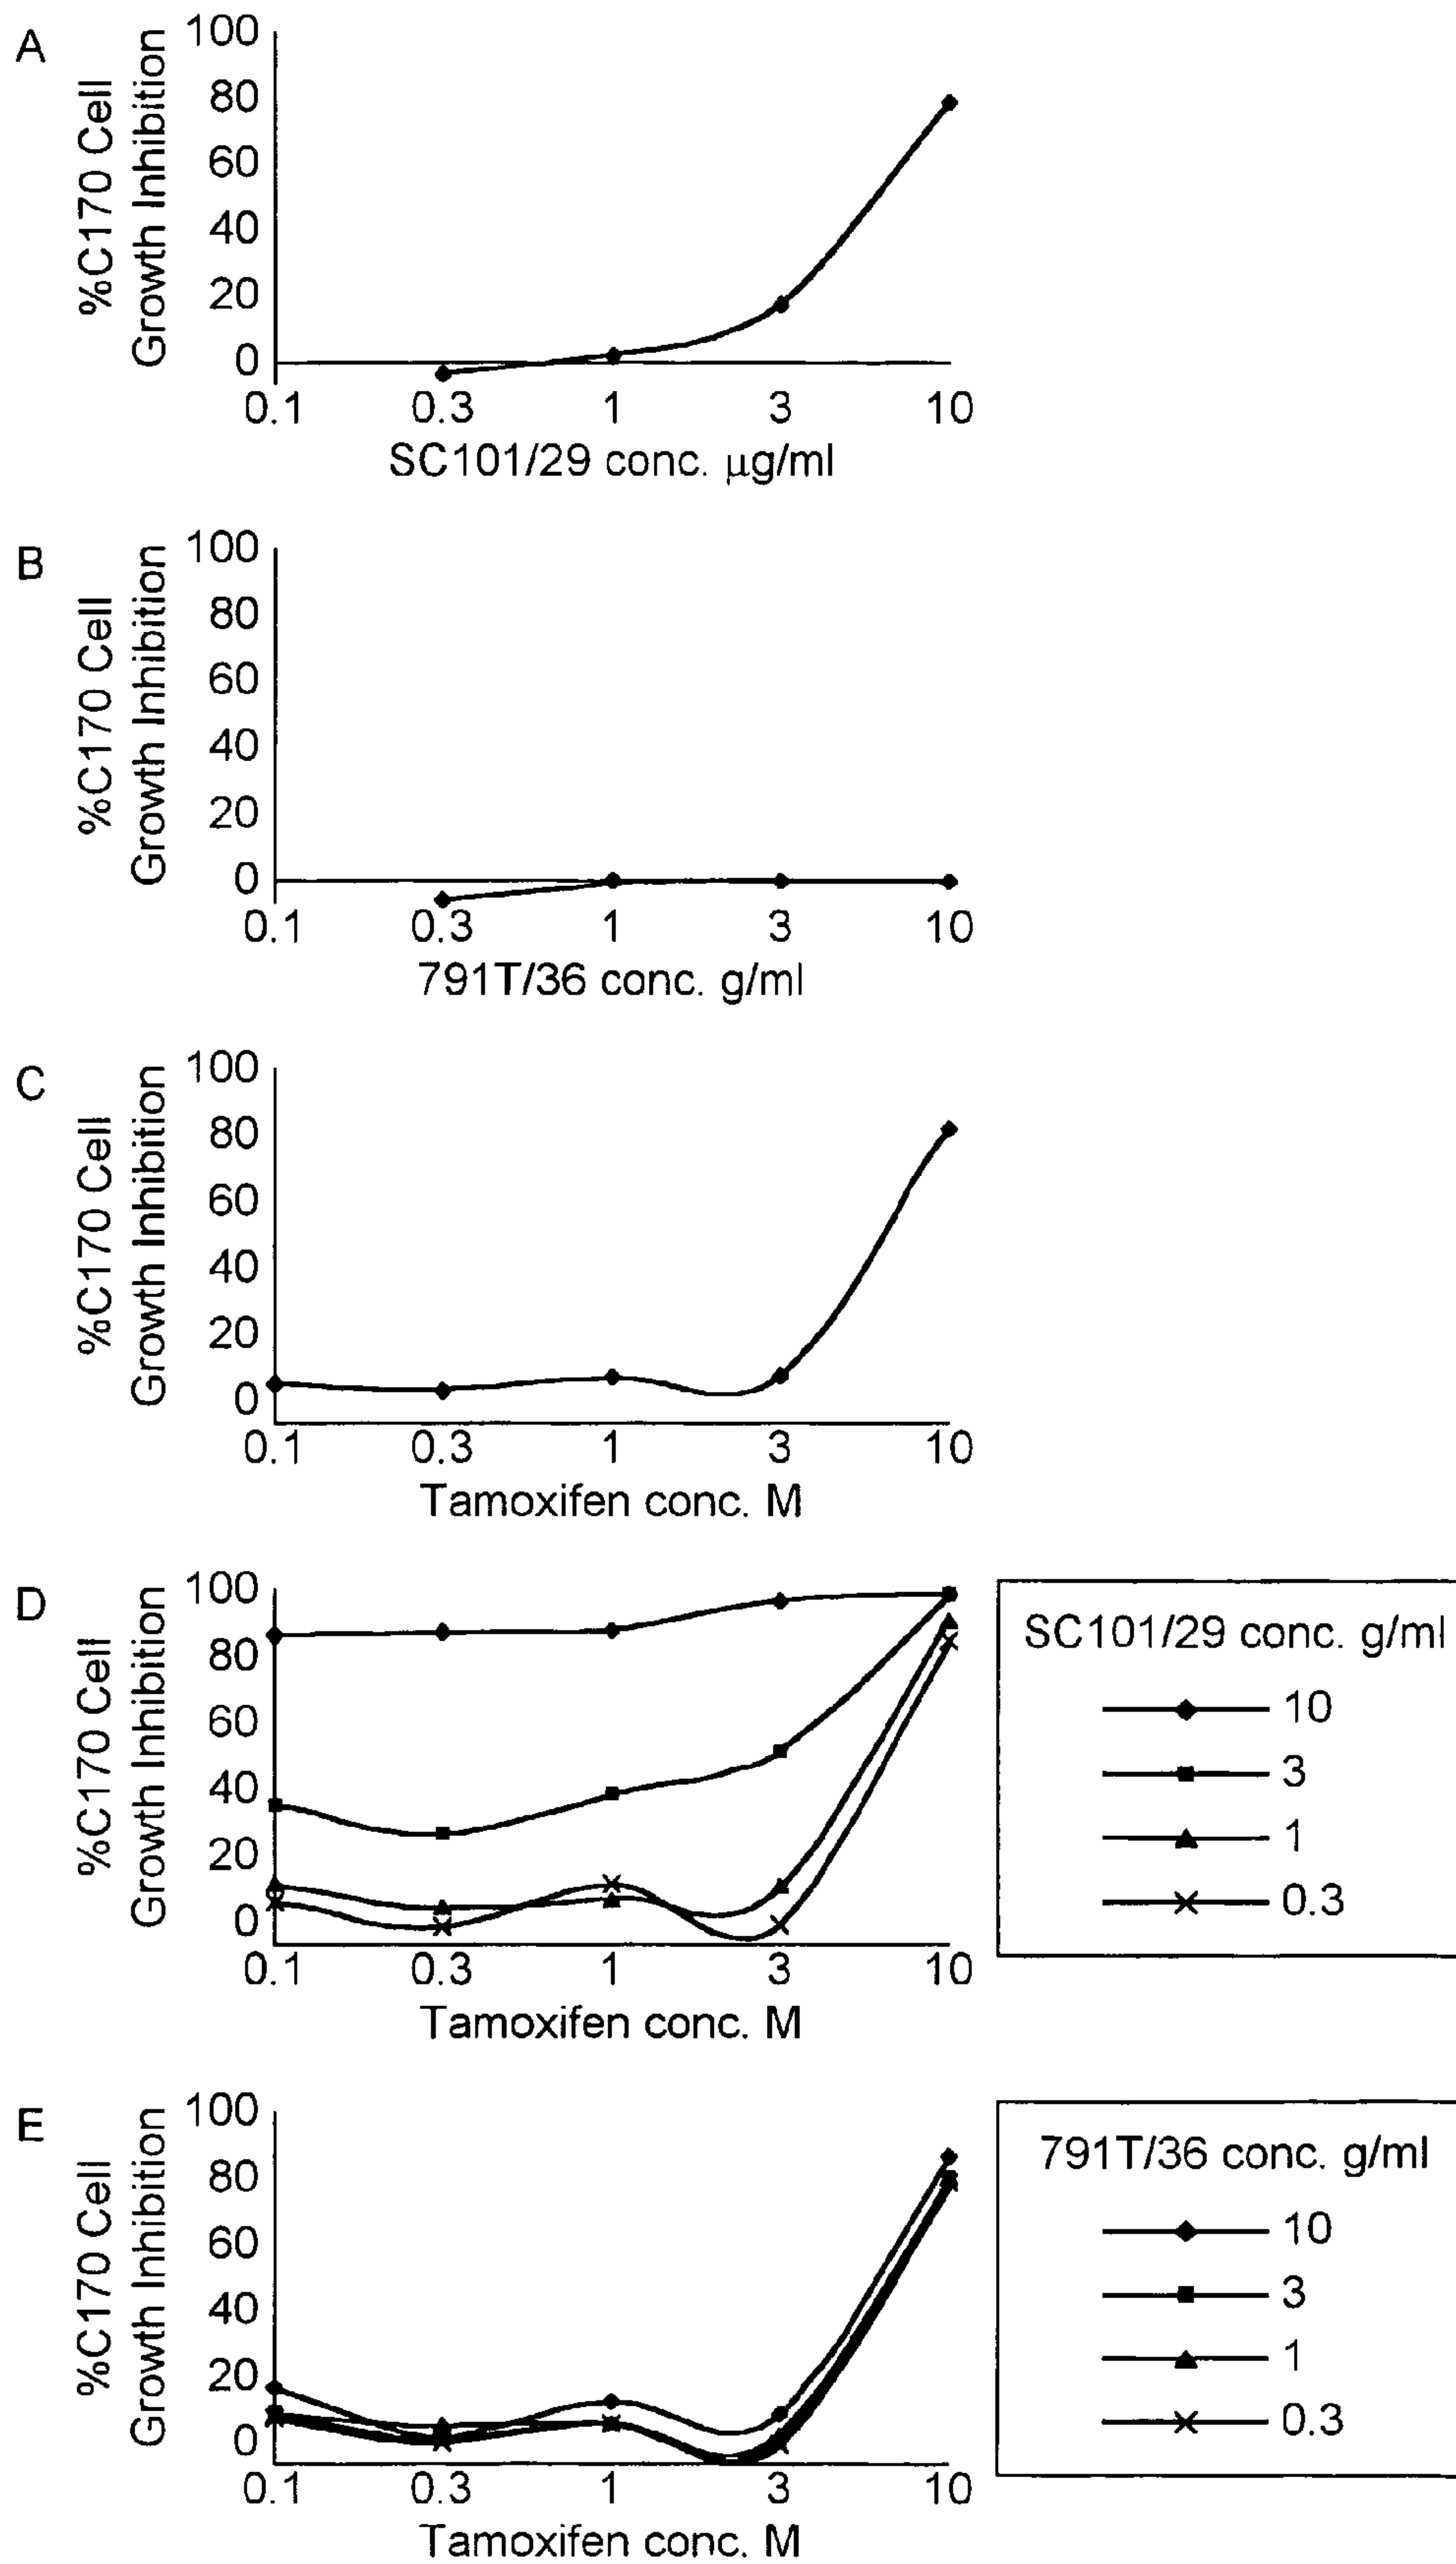 A
%C170 Cell
Growth Inhibition
100
80
60
40
20
0
0.1 0.3 1 3 10
SC101/29 conc. μg/ml
B
%C170 Cell
Growth Inhibition
100
80
60
40
20
0
0.1 0.3 1 3 10
791T/36 conc. g/ml
C
%C170 Cell
Growth Inhibition
100
80
60
40
20
0
0.1 0.3 1 3 10
Tamoxifen conc. M
D
%C170 Cell
Growth Inhibition
100
80
60
40
20
0
0.1 0.3 1 3 10
Tamoxifen conc. M
SC101/29 conc. g/ml
10
3
1
0.3
E
%C170 Cell
Growth Inhibition
100
80
60
40
20
0
0.1 0.3 1 3 10
Tamoxifen conc. M
791T/36 conc. g/ml
10
3
1
0.3